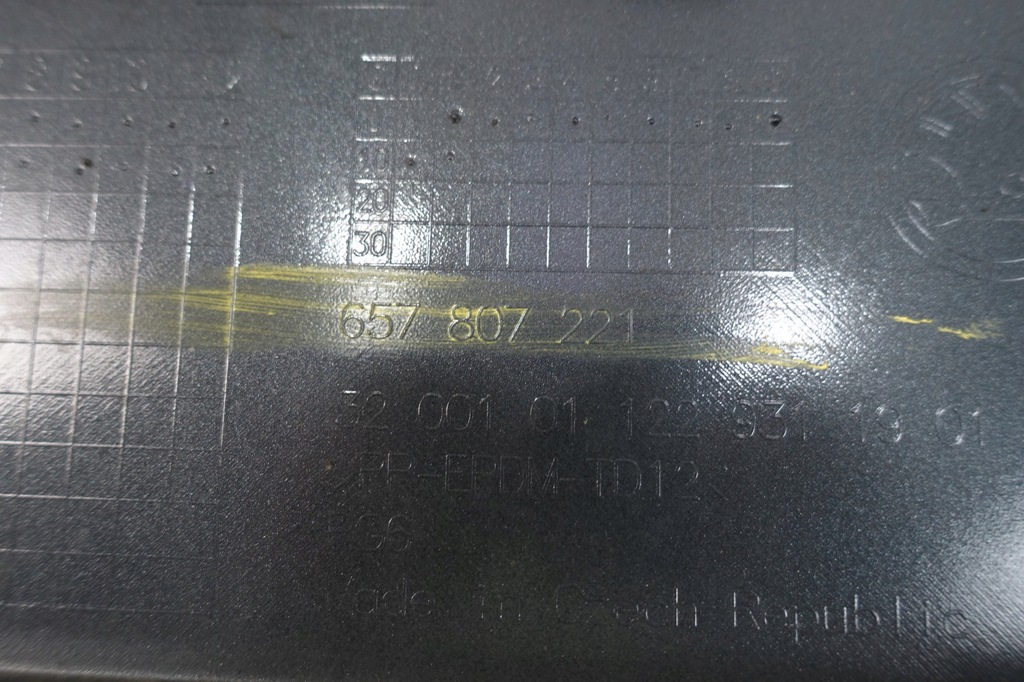 10
20
30
657 807 221
32 001 01 122 931 19 01
>PP-EPDM-TD12<
Made in Czech Republic